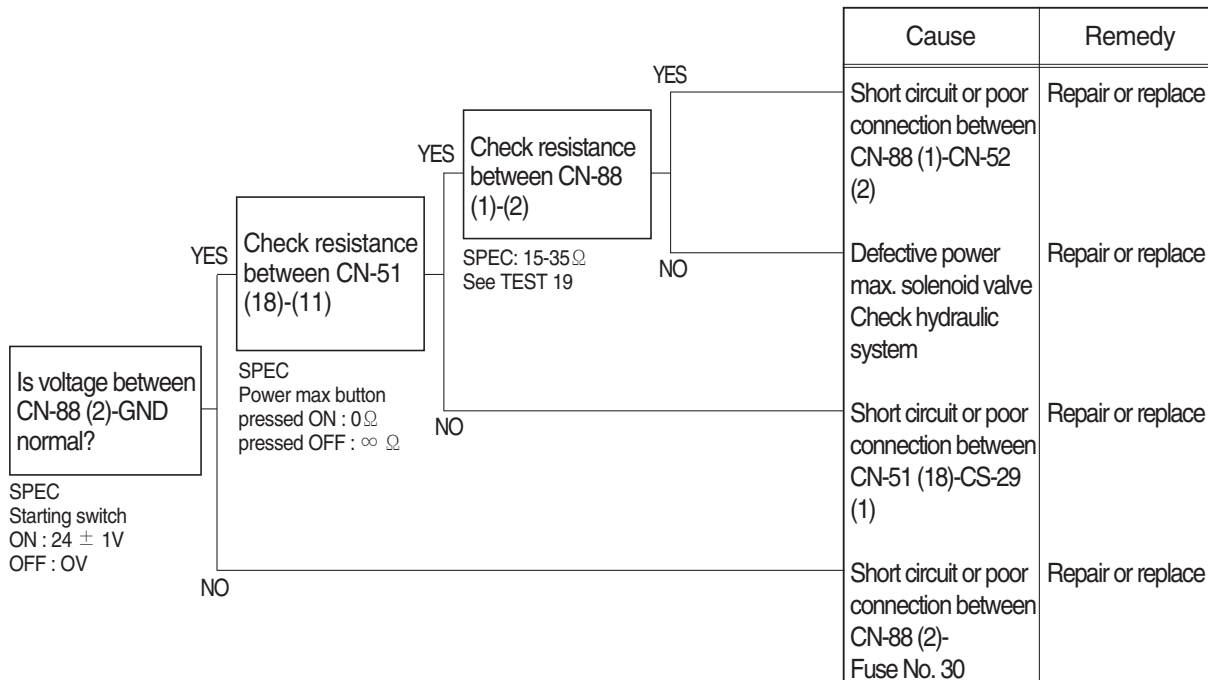 Cause
Remedy
YES
Short circuit or poor
connection between
CN-88 (1)-CN-52
(2)
Repair or replace
YES
Check resistance
between CN-88
(1)-(2)
SPEC: 15-35Ω
See TEST 19
NO
Defective power
max. solenoid valve
Check hydraulic
system
Repair or replace
YES
Check resistance
between CN-51
(18)-(11)
SPEC
Power max button
pressed ON : 0Ω
pressed OFF : ∞ Ω
NO
Short circuit or poor
connection between
CN-51 (18)-CS-29
(1)
Repair or replace
Is voltage between
CN-88 (2)-GND
normal?
SPEC
Starting switch
ON : 24 ± 1V
OFF : OV
NO
Short circuit or poor
connection between
CN-88 (2)-
Fuse No. 30
Repair or replace